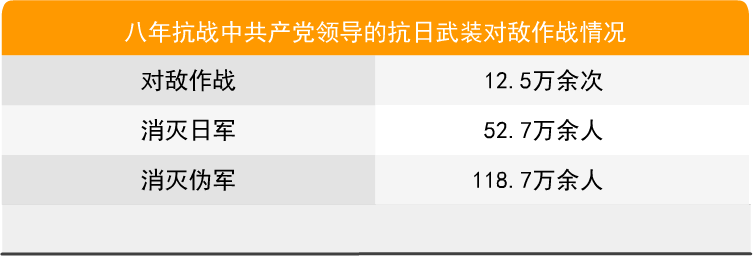 八年抗战中共产党领导的抗日武装对敌作战情况
对敌作战 12.5万余次
消灭日军 52.7万余人
消灭伪军 118.7万余人